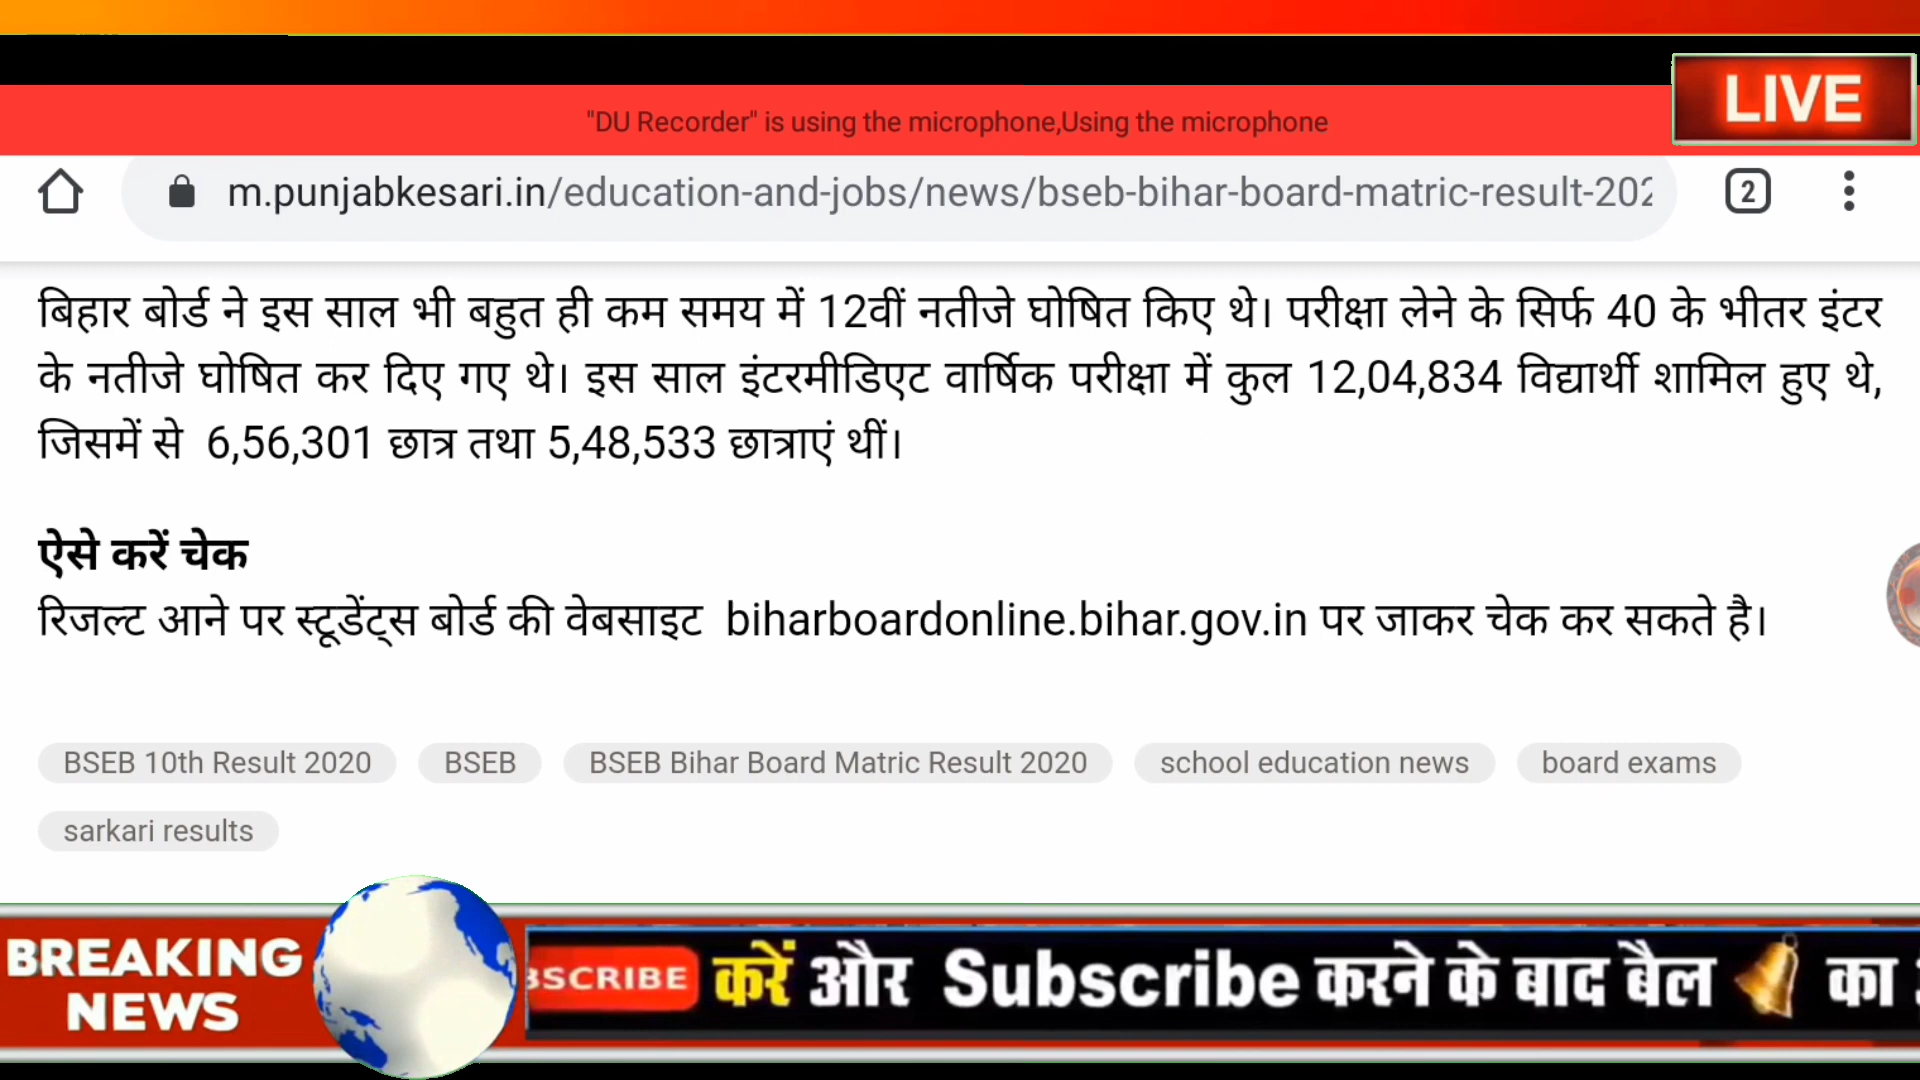 LIVE
"DU Recorder" is using the microphone,Using the microphone
m.punjabkesari.in/education-and-jobs/news/bseb-bihar-board-matric-result-202
2
बिहार बोर्ड ने इस साल भी बहुत ही कम समय में 12वीं नतीजे घोषित किए थे। परीक्षा लेने के सिर्फ 40 के भीतर इंटर
के नतीजे घोषित कर दिए गए थे। इस साल इंटरमीडिएट वार्षिक परीक्षा में कुल 12,04,834 विद्यार्थी शामिल हुए थे,
जिसमें से 6,56,301 छात्र तथा 5,48,533 छात्राएं थीं।
ऐसे करें चेक
रिजल्ट आने पर स्टूडेंट्स बोर्ड की वेबसाइट biharboardonline.bihar.gov.in पर जाकर चेक कर सकते है।
BSEB 10th Result 2020 BSEB BSEB Bihar Board Matric Result 2020 school education news board exams
sarkari results
BREAKING
NEWS
BSCRIBE करें और Subscribe करने के बाद बैल का